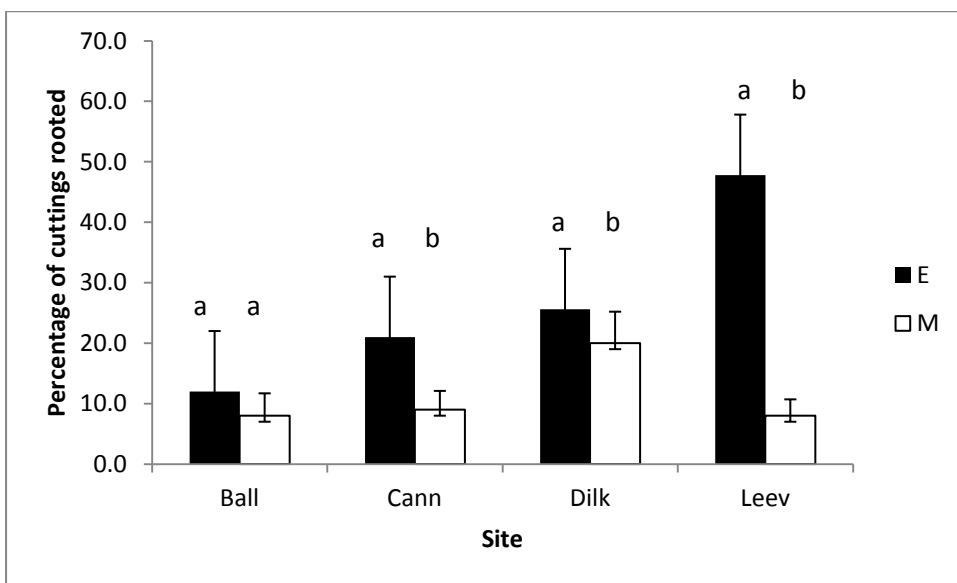 Percentage of cuttings rooted
70.0
60.0
50.0
40.0
30.0
20.0
10.0
0.0
a a
a b
a b
a b
Ball Cann Dilk Leev
Site
E
M